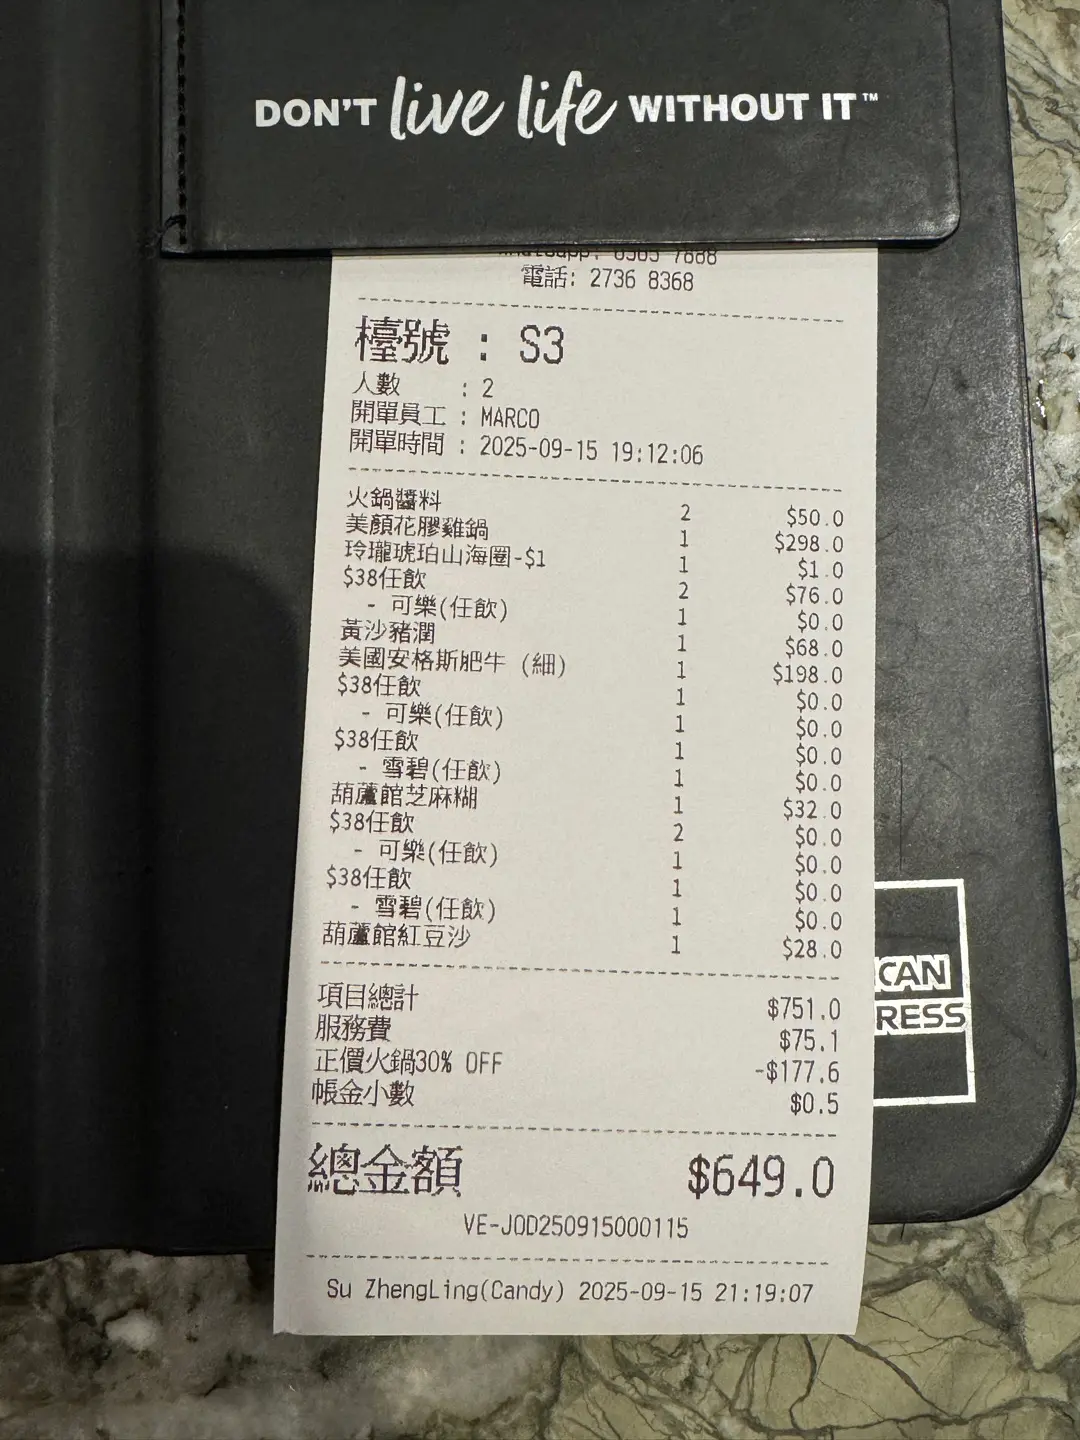 DON'T live life WITHOUT IT™
7888
電話: 2736 8368
檯號 : S3
人數 : 2
開單員工 : MARCO
開單時間 : 2025-09-15 19:12:06
火鍋醬料 2 $50.0
美顏花膠雞鍋 1 $298.0
玲瓏琥珀山海圈-$1 1 $1.0
$38任飲 2 $76.0
- 可樂(任飲) 1 $0.0
黃沙豬潤 1 $68.0
美國安格斯肥牛 (細) 1 $198.0
$38任飲 1 $0.0
- 可樂(任飲) 1 $0.0
$38任飲 1 $0.0
- 雪碧(任飲) 1 $0.0
葫蘆館芝麻糊 1 $32.0
$38任飲 2 $0.0
- 可樂(任飲) 1 $0.0
$38任飲 1 $0.0
- 雪碧(任飲) 1 $0.0
葫蘆館紅豆沙 1 $28.0
項目總計 $751.0
服務費 $75.1
正價火鍋30% OFF -$177.6
帳金小數 $0.5
總金額 $649.0
VE-JOD250915000115
Su ZhengLing(Candy) 2025-09-15 21:19:07
CAN
RESS